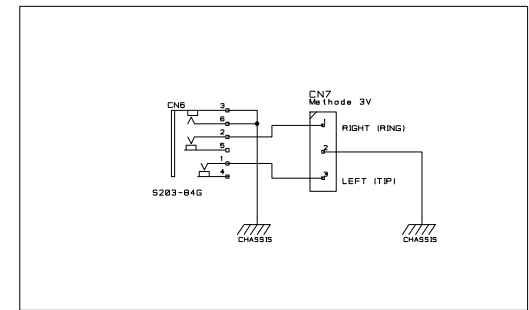 CN7
Methode 3V
CN6
3
6
2
5
1
4
1
RIGHT (RING)
2
3
LEFT (TIP)
S203-84G
CHASSIS
CHASSIS